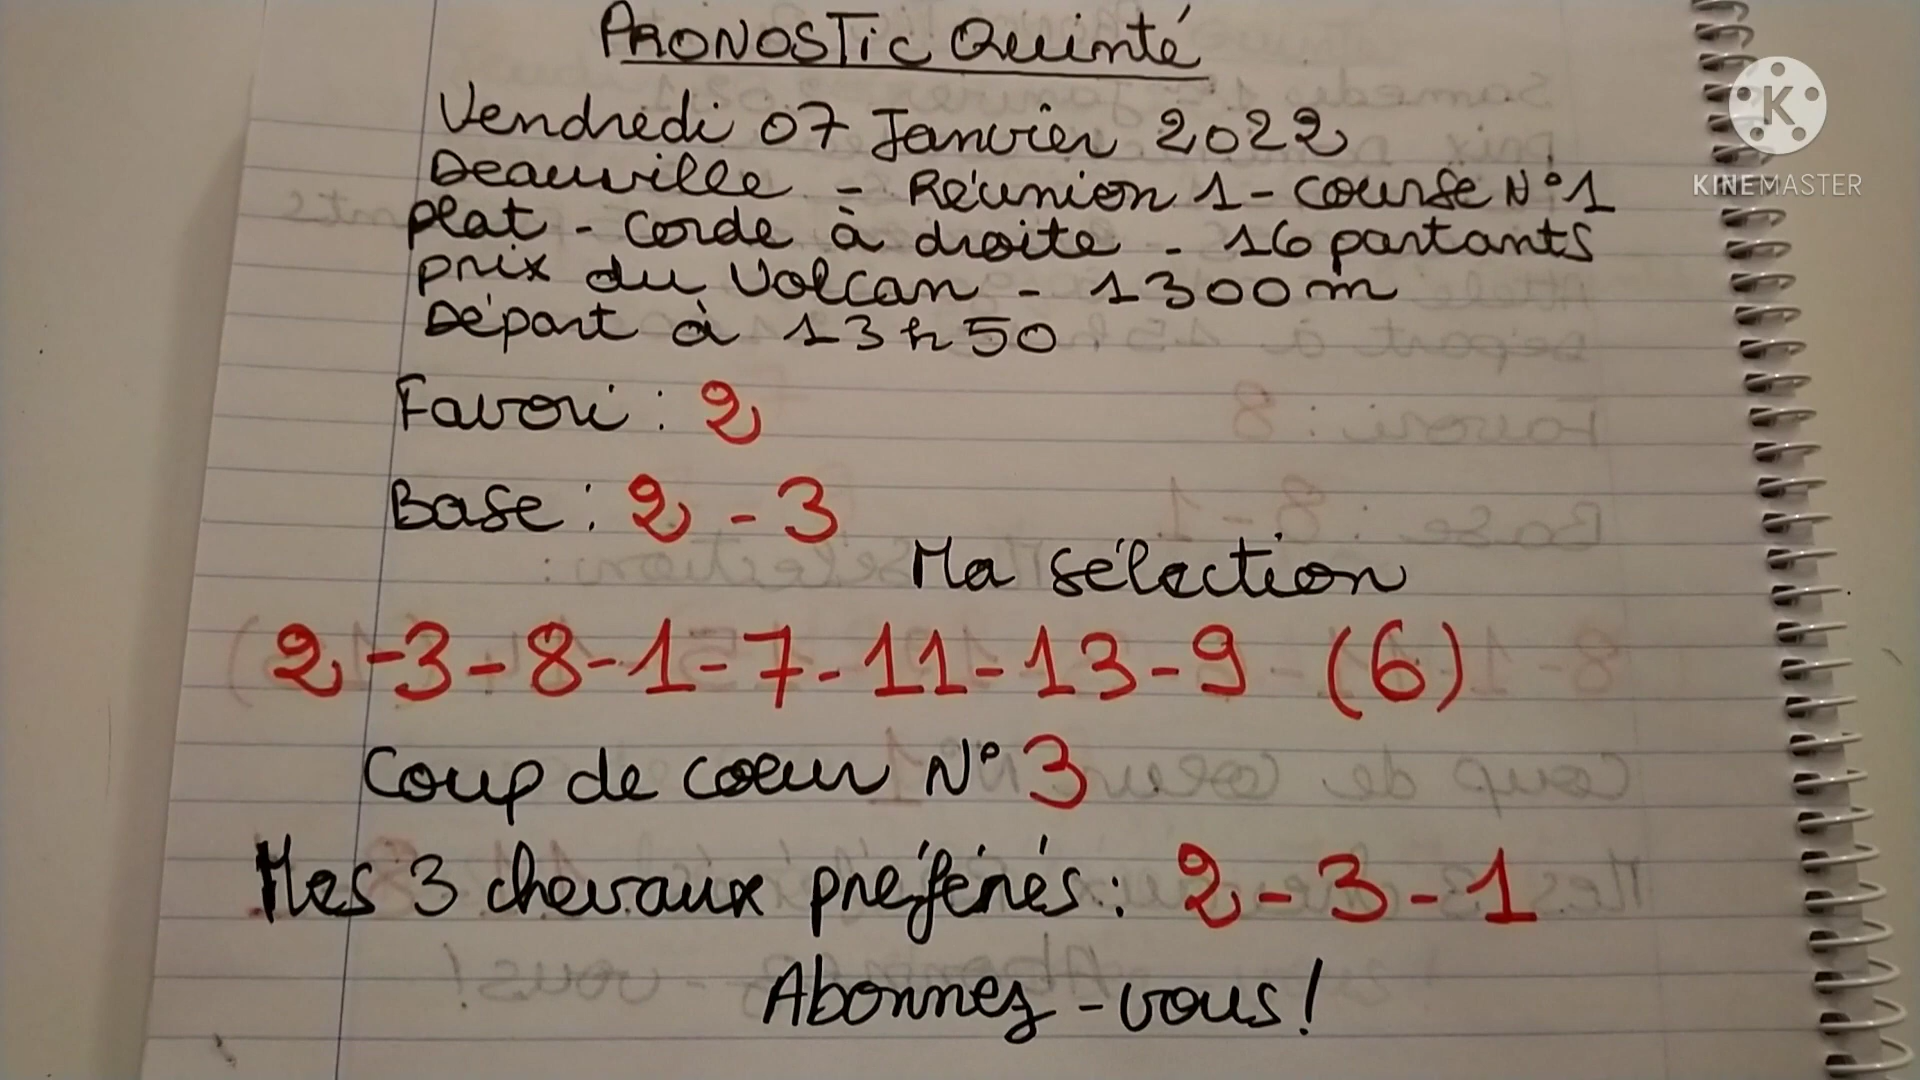 PRONOSTIC Quinté
Vendredi 07 Janvier 2022
Deauville - Réunion 1 - course N°1
plat - corde à droite - 16 partants
prix du Volcan - 1300m
Départ à 13h50
Favori : 2
Base : 2 - 3
Ma sélection
2 - 3 - 8 - 1 - 7 - 11 - 13 - 9 (6)
Coup de coeur N° 3
Mes 3 chevaux préférés : 2 - 3 - 1
Abonnez-vous !
K
KINEMASTER